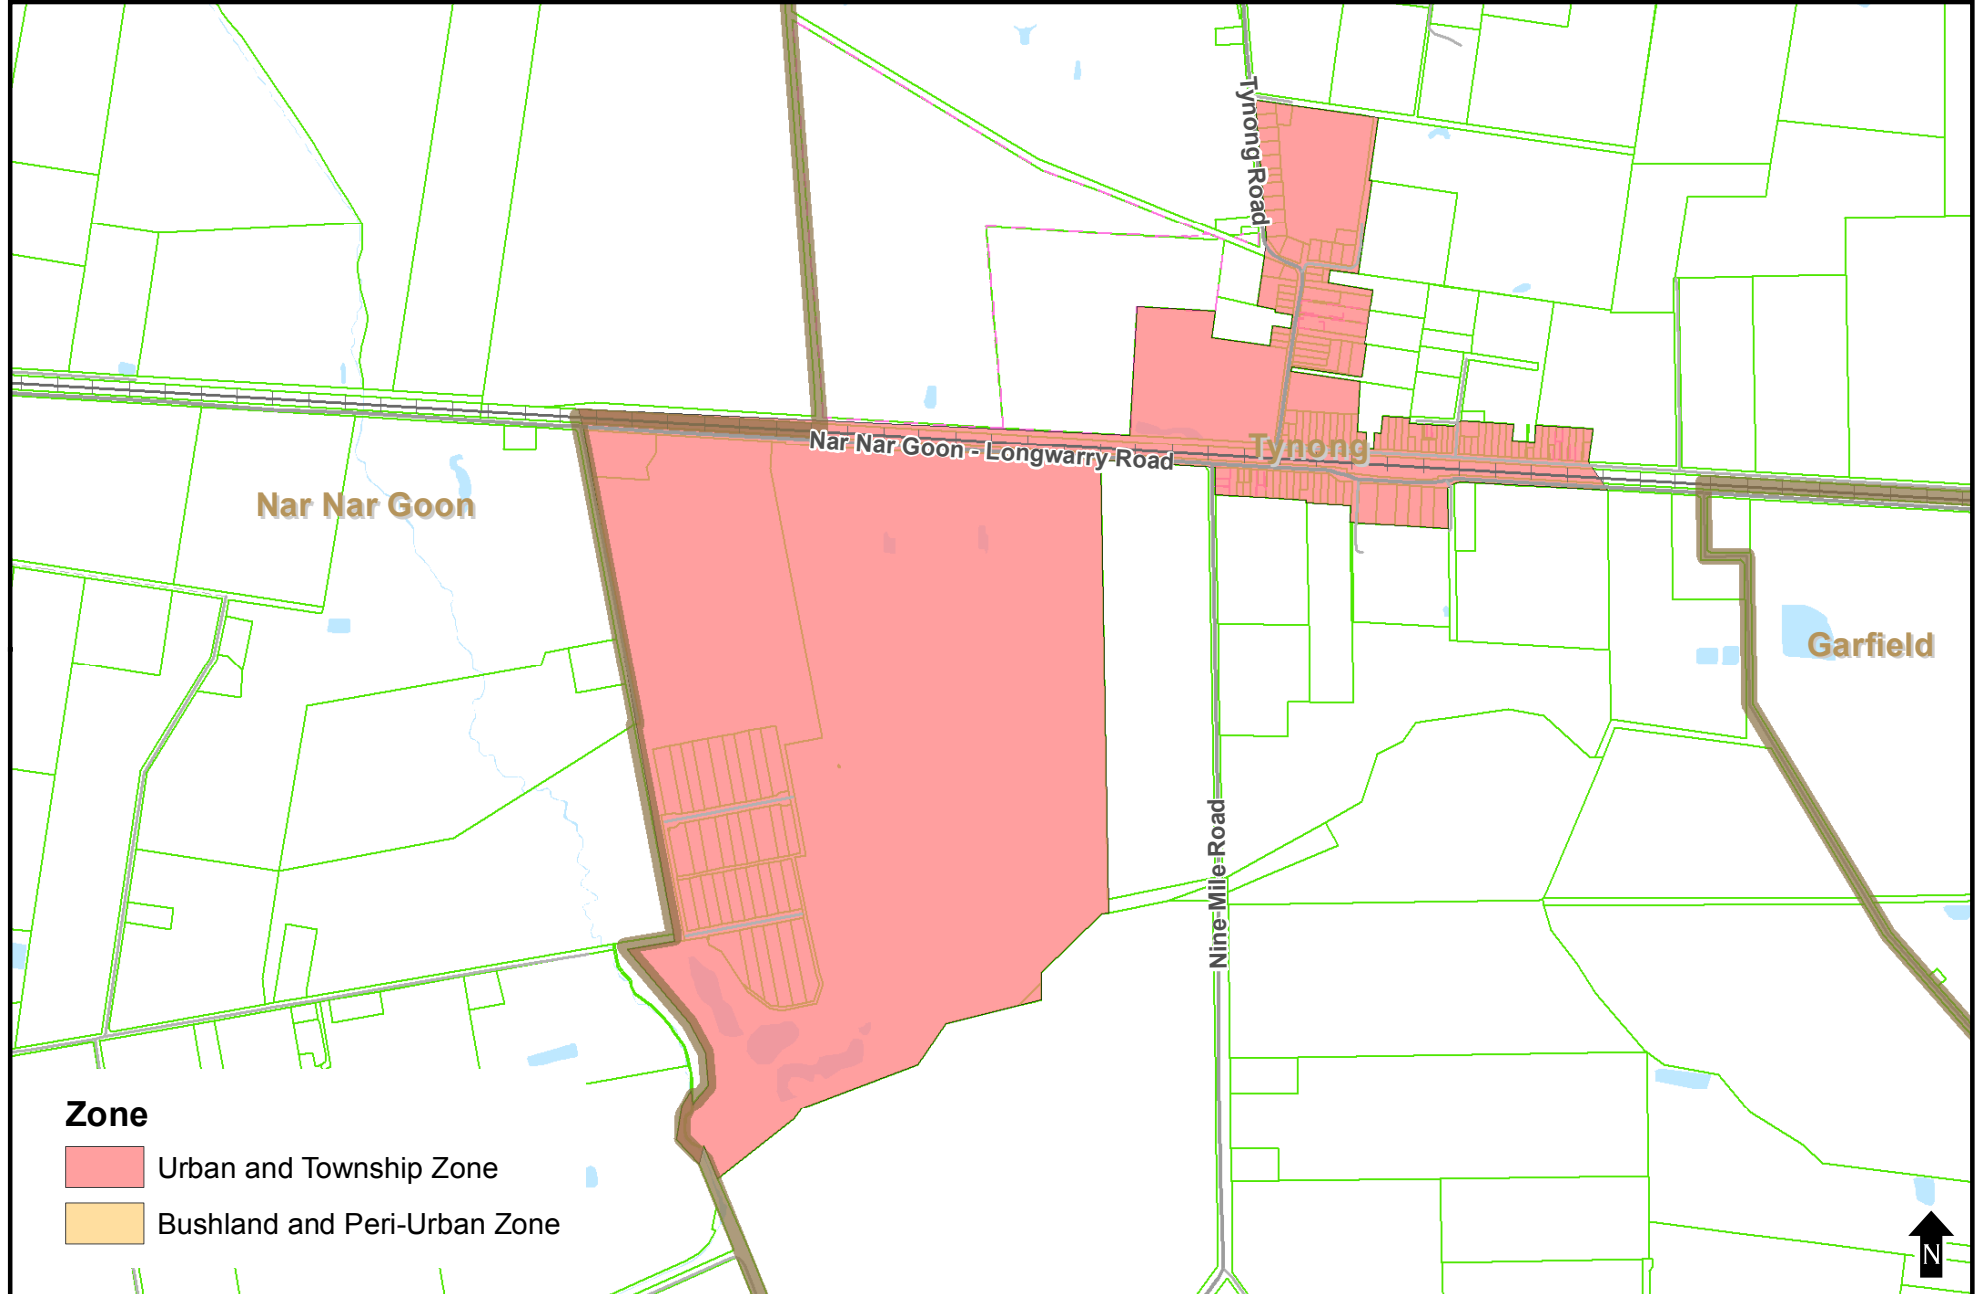 Tynong Road
Nar Nar Goon - Longwarry Road
Tynong
Nar Nar Goon
Garfield
Nine Mile Road
Zone
Urban and Township Zone
Bushland and Peri-Urban Zone
N